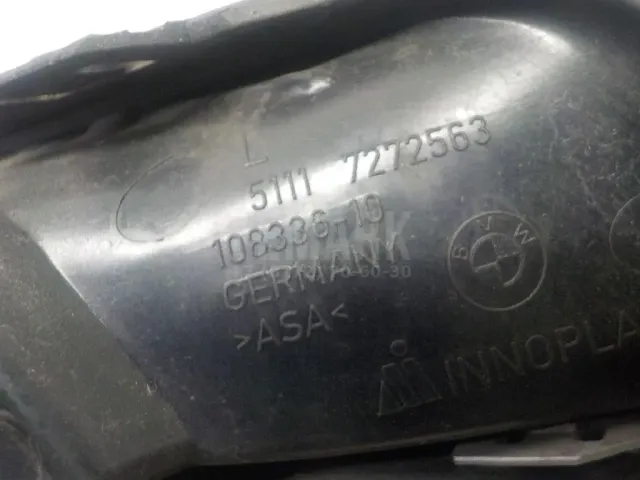 L
5111 7272563
108336-10
GERMANY
>ASA<
BMW
INNOPLA